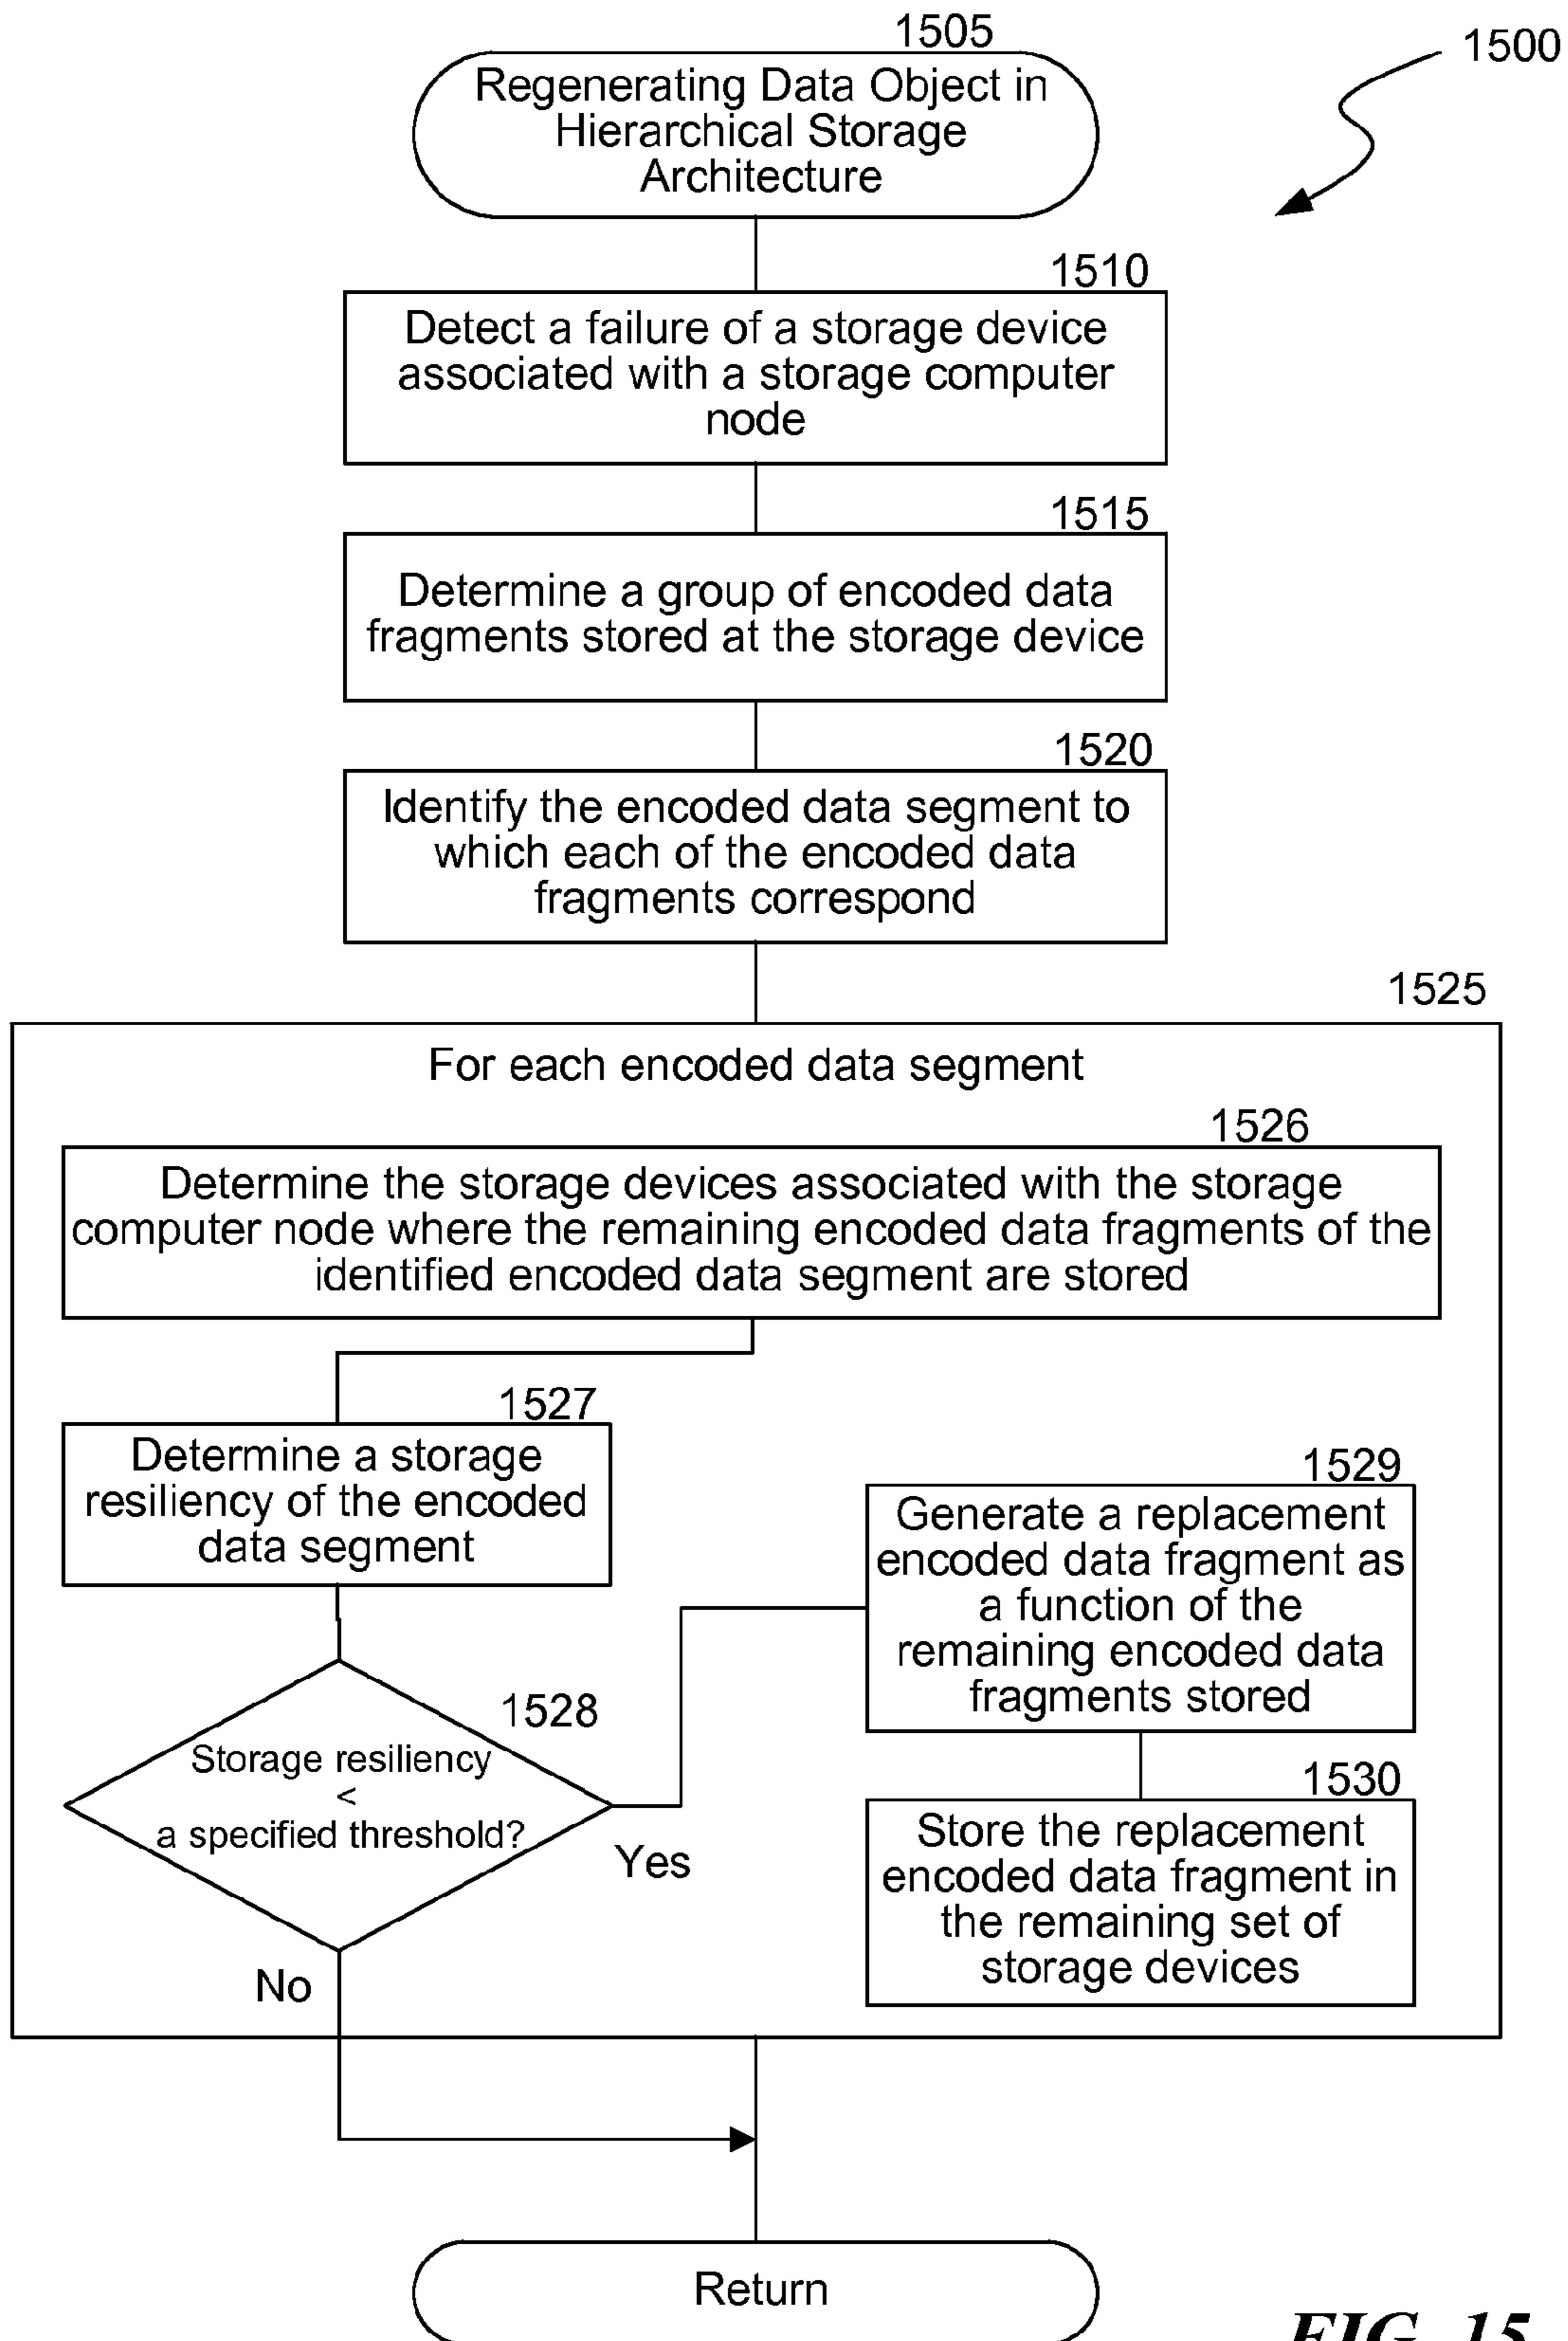 1505
1500
Regenerating Data Object in
Hierarchical Storage
Architecture
1510
Detect a failure of a storage device
associated with a storage computer
node
1515
Determine a group of encoded data
fragments stored at the storage device
1520
Identify the encoded data segment to
which each of the encoded data
fragments correspond
1525
For each encoded data segment
1526
Determine the storage devices associated with the storage
computer node where the remaining encoded data fragments of the
identified encoded data segment are stored
1527
Determine a storage
resiliency of the encoded
data segment
1529
Generate a replacement
encoded data fragment as
a function of the
remaining encoded data
fragments stored
1528
Storage resiliency
<
a specified threshold?
Yes
No
1530
Store the replacement
encoded data fragment in
the remaining set of
storage devices
Return
FIG. 15